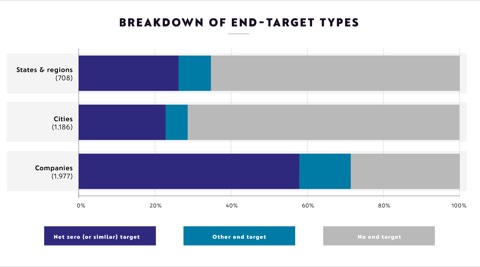 BREAKDOWN OF END-TARGET TYPES
States & regions
(708)
Cities
(1,186)
Companies
(1,977)
0% 20% 40% 60% 80% 100%
Net zero (or similar) target Other end target No end target